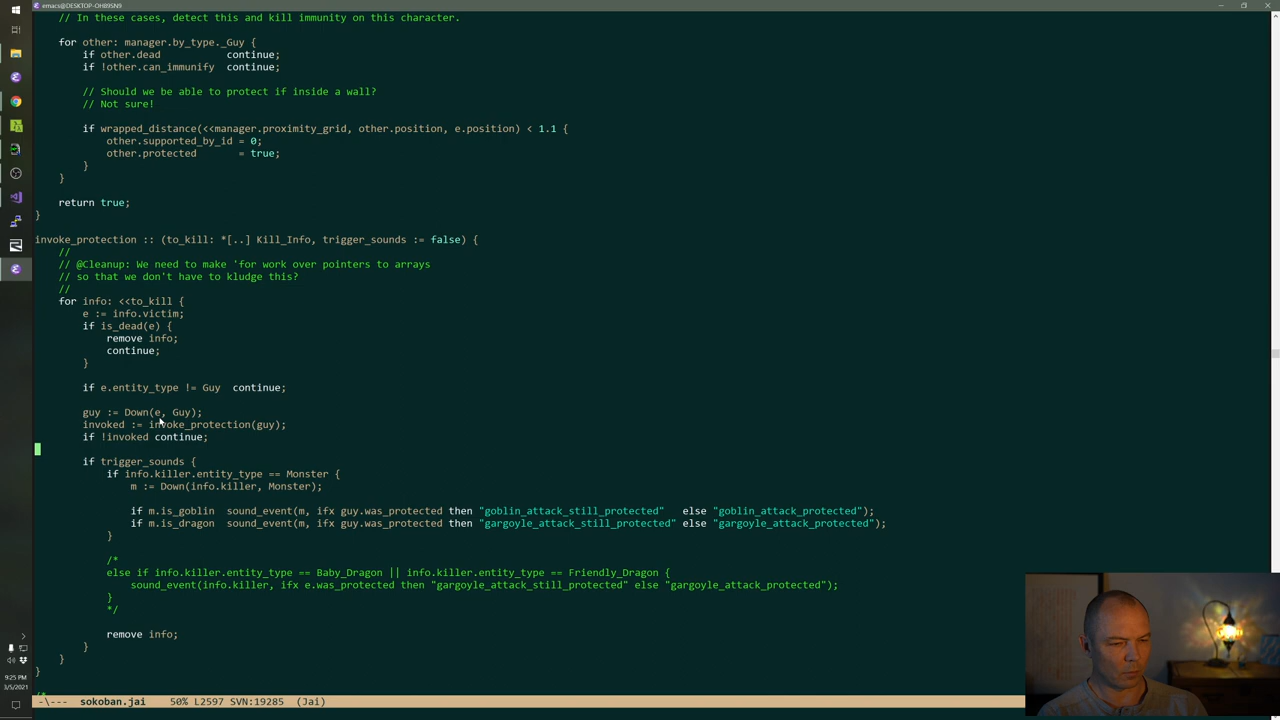 emacs@DESKTOP-OH89SN9
// In these cases, detect this and kill immunity on this character.
for other: manager.by_type._Guy {
if other.dead continue;
if !other.can_immunify continue;
// Should we be able to protect if inside a wall?
// Not sure!
if wrapped_distance(<<manager.proximity_grid, other.position, e.position) < 1.1 {
other.supported_by_id = 0;
other.protected = true;
}
}
return true;
}
invoke_protection :: (to_kill: *[..] Kill_Info, trigger_sounds := false) {
//
// @Cleanup: We need to make 'for work over pointers to arrays
// so that we don't have to kludge this?
//
for info: <<to_kill {
e := info.victim;
if is_dead(e) {
remove info;
continue;
}
if e.entity_type != Guy continue;
guy := Down(e, Guy);
invoked := invoke_protection(guy);
if !invoked continue;
if trigger_sounds {
if info.killer.entity_type == Monster {
m := Down(info.killer, Monster);
if m.is_goblin sound_event(m, ifx guy.was_protected then "goblin_attack_still_protected" else "goblin_attack_protected");
if m.is_dragon sound_event(m, ifx guy.was_protected then "gargoyle_attack_still_protected" else "gargoyle_attack_protected");
}
/*
else if info.killer.entity_type == Baby_Dragon || info.killer.entity_type == Friendly_Dragon {
sound_event(info.killer, ifx e.was_protected then "gargoyle_attack_still_protected" else "gargoyle_attack_protected");
}
*/
remove info;
}
}
}
/*
-\--- sokoban.jai 50% L2597 SVN:19285 (Jai)
9:25 PM
3/5/2021